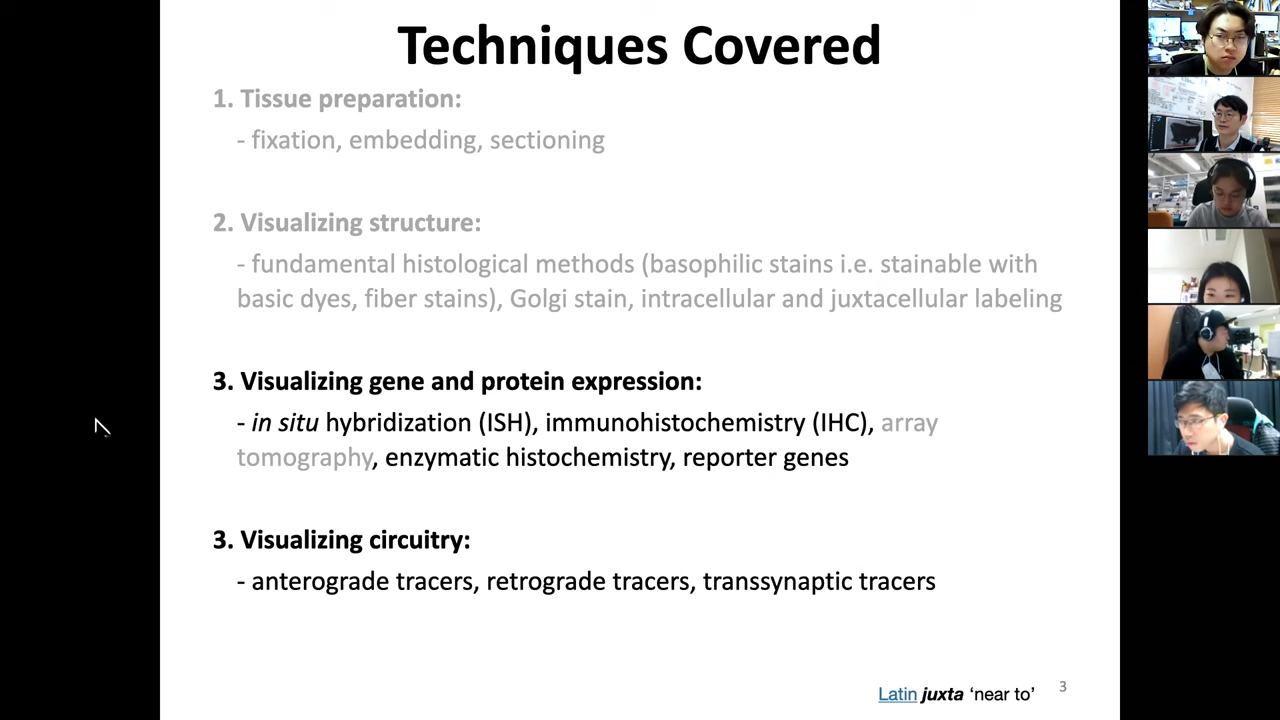 Techniques Covered
1. Tissue preparation:
- fixation, embedding, sectioning
2. Visualizing structure:
- fundamental histological methods (basophilic stains i.e. stainable with
basic dyes, fiber stains), Golgi stain, intracellular and juxtacellular labeling
3. Visualizing gene and protein expression:
- in situ hybridization (ISH), immunohistochemistry (IHC), array
tomography, enzymatic histochemistry, reporter genes
3. Visualizing circuitry:
- anterograde tracers, retrograde tracers, transsynaptic tracers
Latin juxta ‘near to’
3